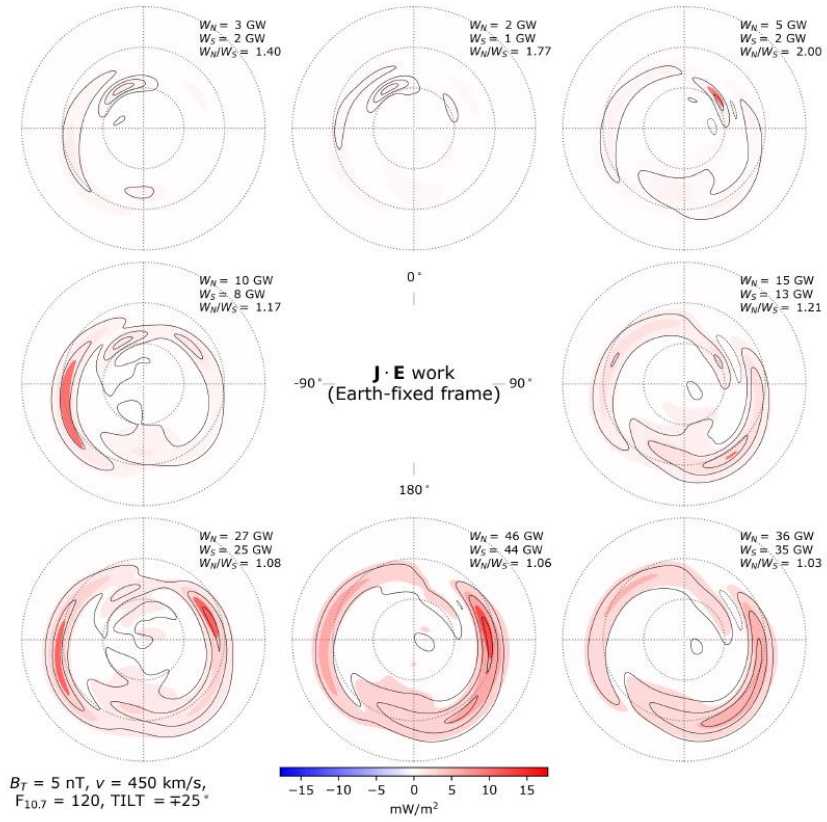 W_N = 3 GW
W_S = 2 GW
W_N/W_S = 1.40
W_N = 2 GW
W_S = 1 GW
W_N/W_S = 1.77
W_N = 5 GW
W_S = 2 GW
W_N/W_S = 2.00
W_N = 10 GW
W_S = 8 GW
W_N/W_S = 1.17
0°
-90°
J · E work
(Earth-fixed frame)
90°
180°
W_N = 15 GW
W_S = 13 GW
W_N/W_S = 1.21
W_N = 27 GW
W_S = 25 GW
W_N/W_S = 1.08
W_N = 46 GW
W_S = 44 GW
W_N/W_S = 1.06
W_N = 36 GW
W_S = 35 GW
W_N/W_S = 1.03
B_T = 5 nT, v = 450 km/s,
F_10.7 = 120, TILT = ∓25°
−15 −10 −5 0 5 10 15
mW/m²